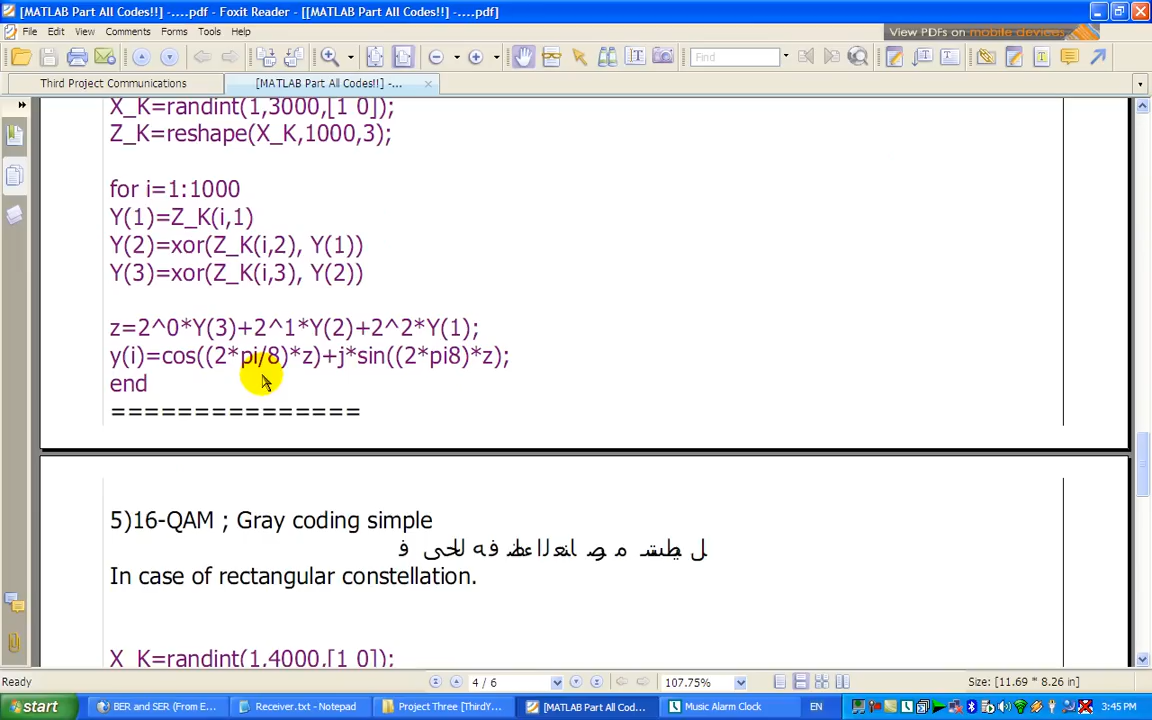 [MATLAB Part All Codes!!] -....pdf - Foxit Reader - [[MATLAB Part All Codes!!] -....pdf]
File Edit View Comments Forms Tools Help
View PDFs on mobile devices
Find
Third Project Communications
[MATLAB Part All Codes!!] -...
X_K=randint(1,3000,[1 0]);
Z_K=reshape(X_K,1000,3);
for i=1:1000
Y(1)=Z_K(i,1)
Y(2)=xor(Z_K(i,2), Y(1))
Y(3)=xor(Z_K(i,3), Y(2))
z=2^0*Y(3)+2^1*Y(2)+2^2*Y(1);
y(i)=cos((2*pi/8)*z)+j*sin((2*pi8)*z);
end
===============
5)16-QAM ; Gray coding simple
In case of rectangular constellation.
X_K=randint(1,4000,[1 0]);
Ready
4 / 6
107.75%
Size: [11.69 * 8.26 in]
start
BER and SER (From E...
Receiver.txt - Notepad
Project Three [ThirdY...
[MATLAB Part All Cod...
Music Alarm Clock
EN
3:45 PM